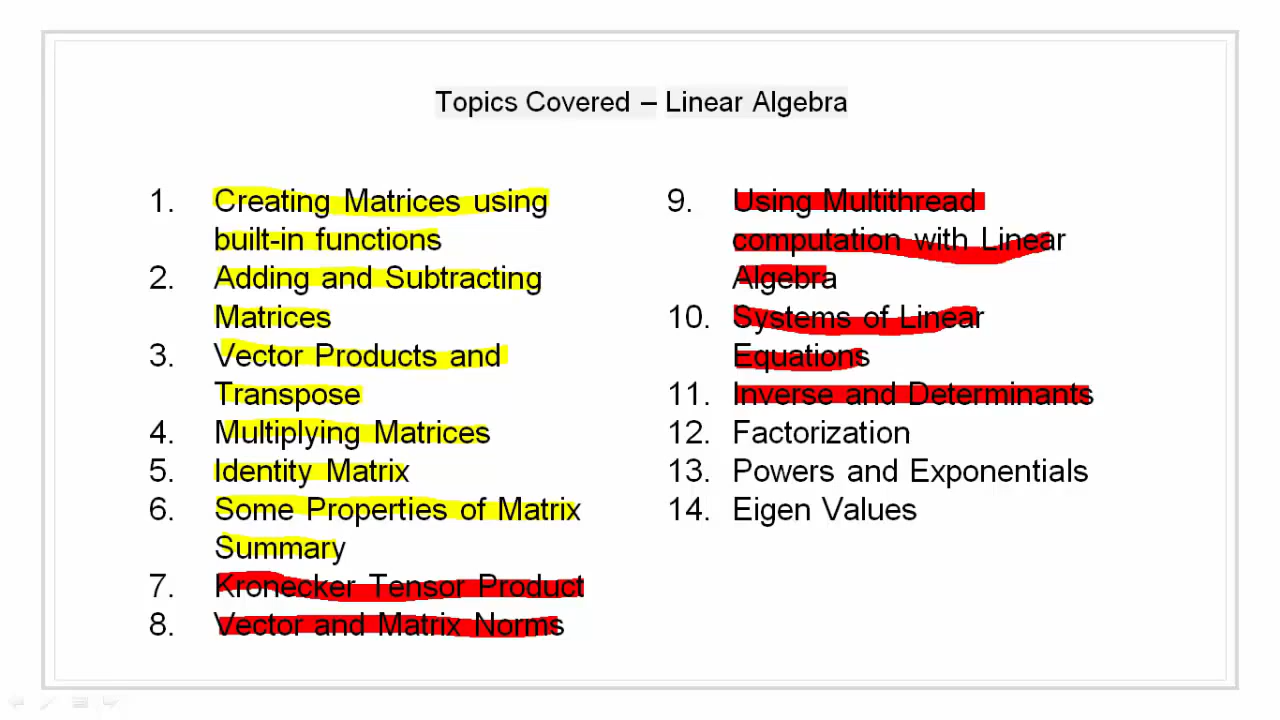 Topics Covered – Linear Algebra
1. Creating Matrices using
built-in functions
2. Adding and Subtracting
Matrices
3. Vector Products and
Transpose
4. Multiplying Matrices
5. Identity Matrix
6. Some Properties of Matrix
Summary
7. Kronecker Tensor Product
8. Vector and Matrix Norms
9. Using Multithread
computation with Linear
Algebra
10. Systems of Linear
Equations
11. Inverse and Determinants
12. Factorization
13. Powers and Exponentials
14. Eigen Values